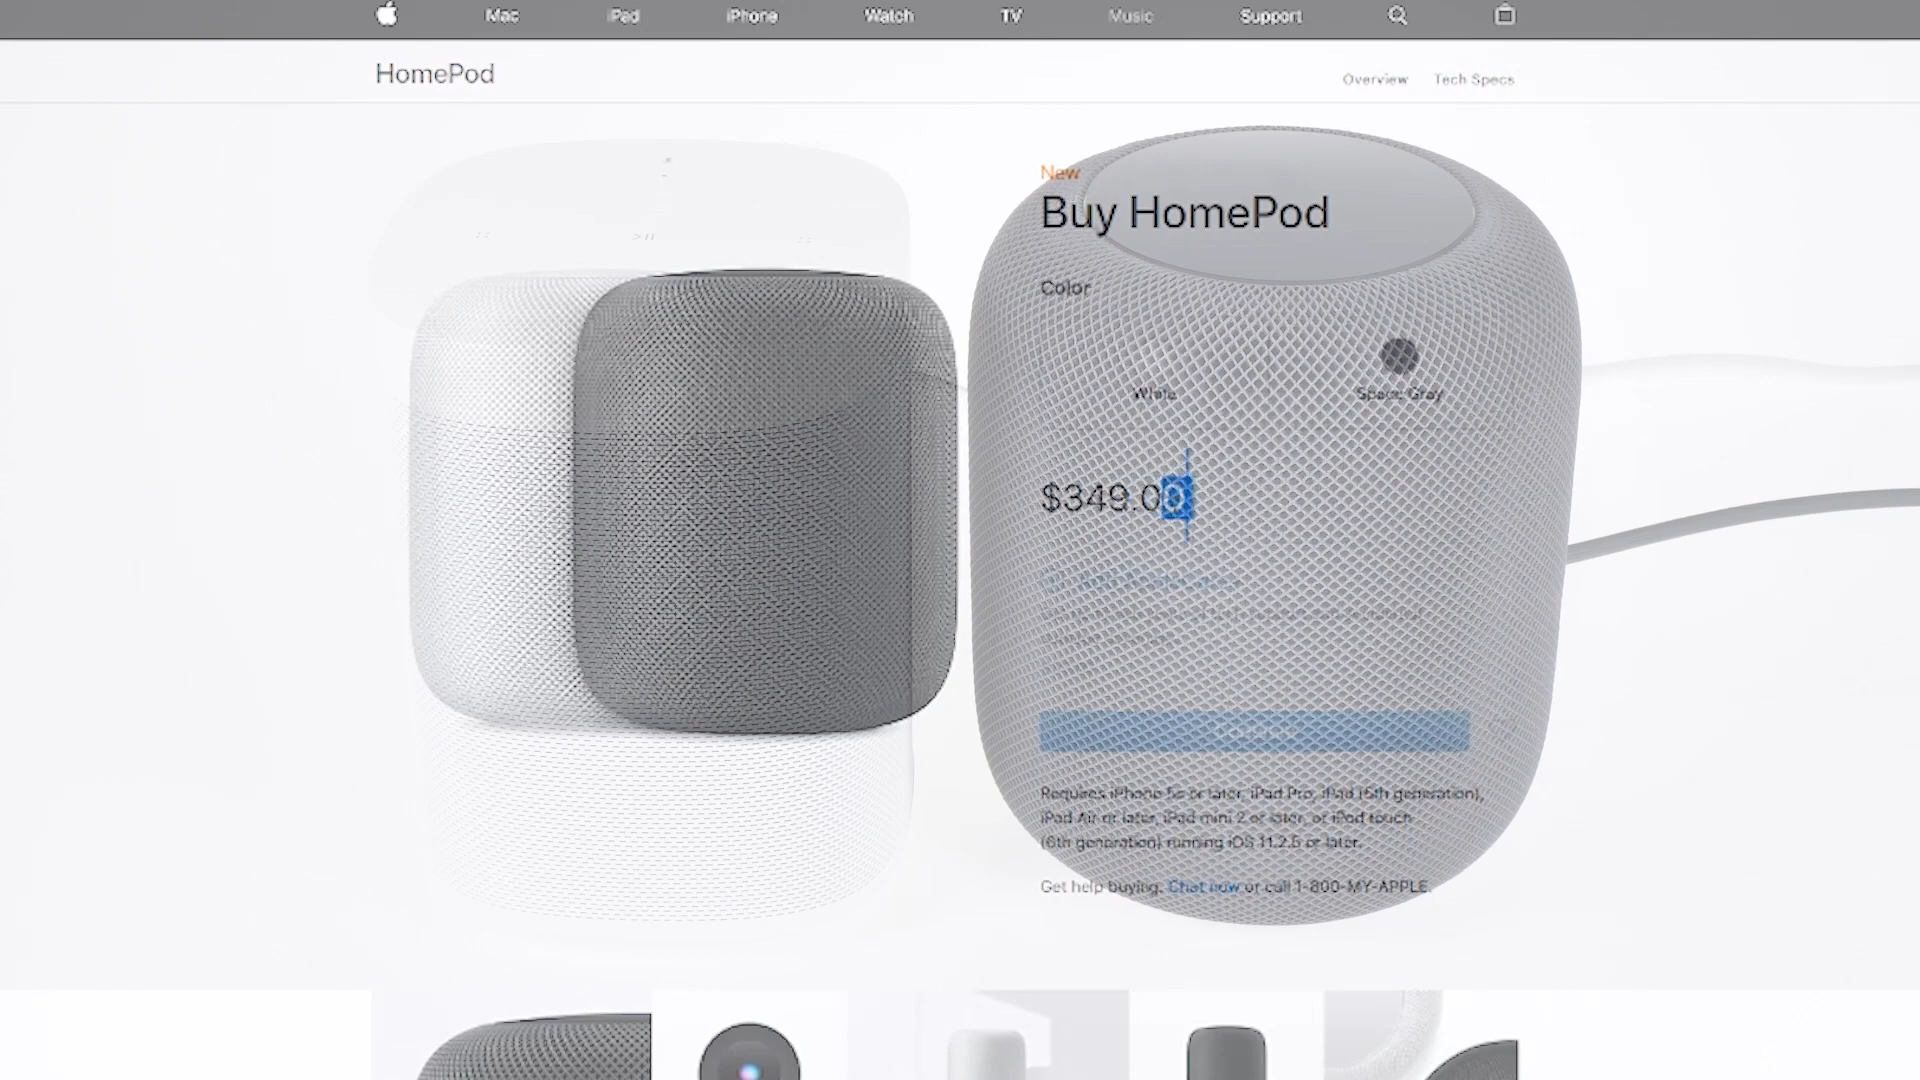 Mac iPad iPhone Watch TV Music Support
HomePod
Overview Tech Specs
New
Buy HomePod
Color
White Space Gray
$349.00
Requires iPhone 5s or later, iPad Pro, iPad (5th generation),
iPad Air or later, iPad mini 2 or later, or iPod touch
(6th generation) running iOS 11.2.5 or later.
Get help buying. Chat now or call 1-800-MY-APPLE.